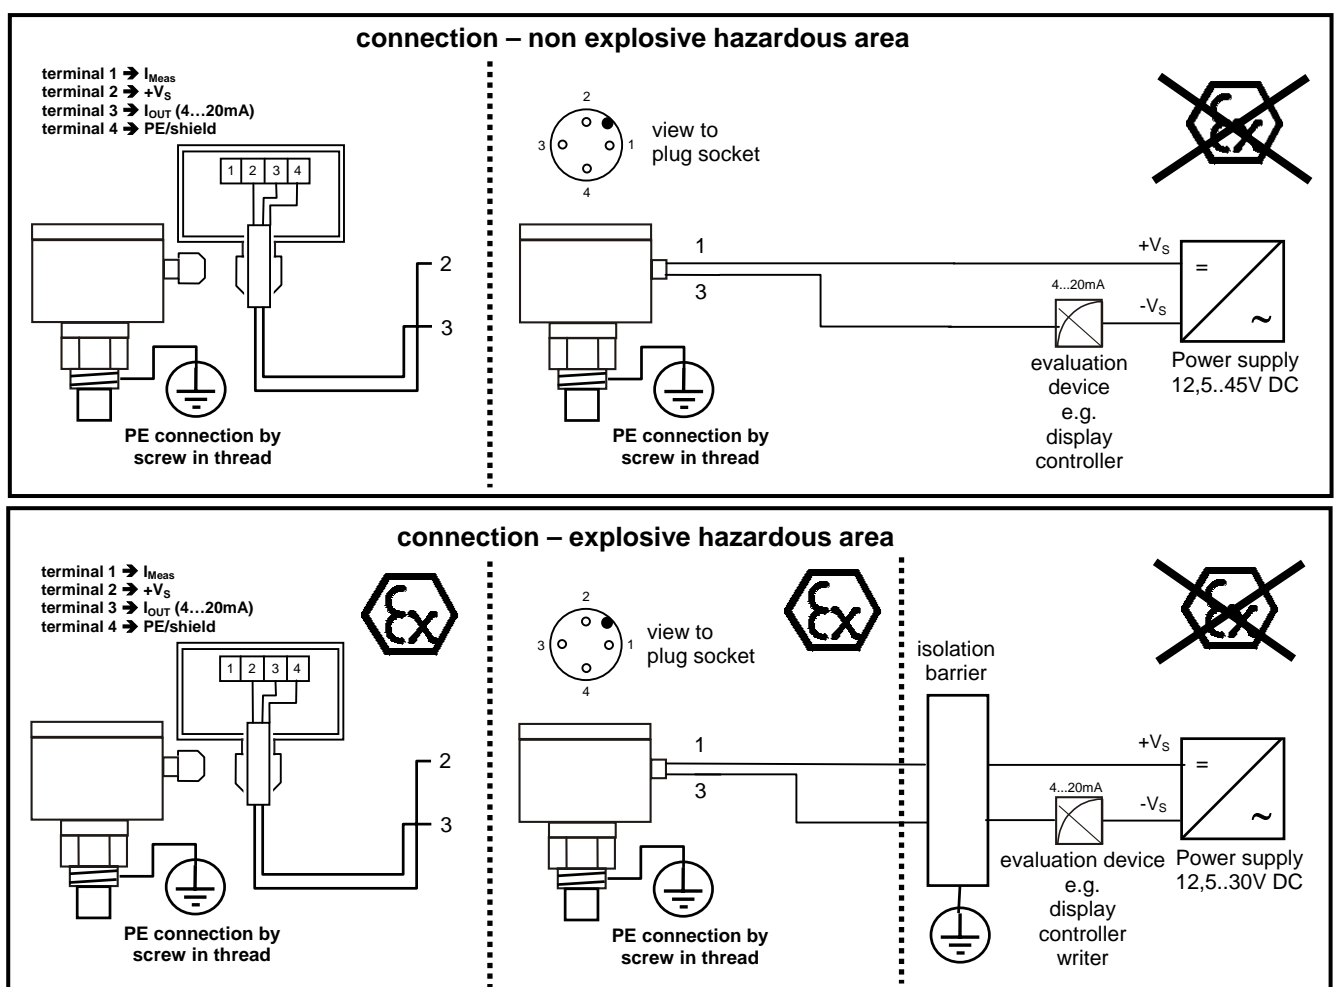 connection – non explosive hazardous area
terminal 1 ➔ IMeas
terminal 2 ➔ +VS
terminal 3 ➔ IOUT (4…20mA)
terminal 4 ➔ PE/shield
1 2 3 4
2
3
PE connection by
screw in thread
2
3
1
4
view to
plug socket
1
3
PE connection by
screw in thread
Ex
+VS
-VS
=
~
4...20mA
evaluation
device
e.g.
display
controller
Power supply
12,5..45V DC
connection – explosive hazardous area
terminal 1 ➔ IMeas
terminal 2 ➔ +VS
terminal 3 ➔ IOUT (4…20mA)
terminal 4 ➔ PE/shield
Ex
1 2 3 4
2
3
PE connection by
screw in thread
2
3
1
4
view to
plug socket
Ex
1
3
PE connection by
screw in thread
isolation
barrier
Ex
+VS
-VS
=
~
4...20mA
evaluation device
e.g.
display
controller
writer
Power supply
12,5..30V DC